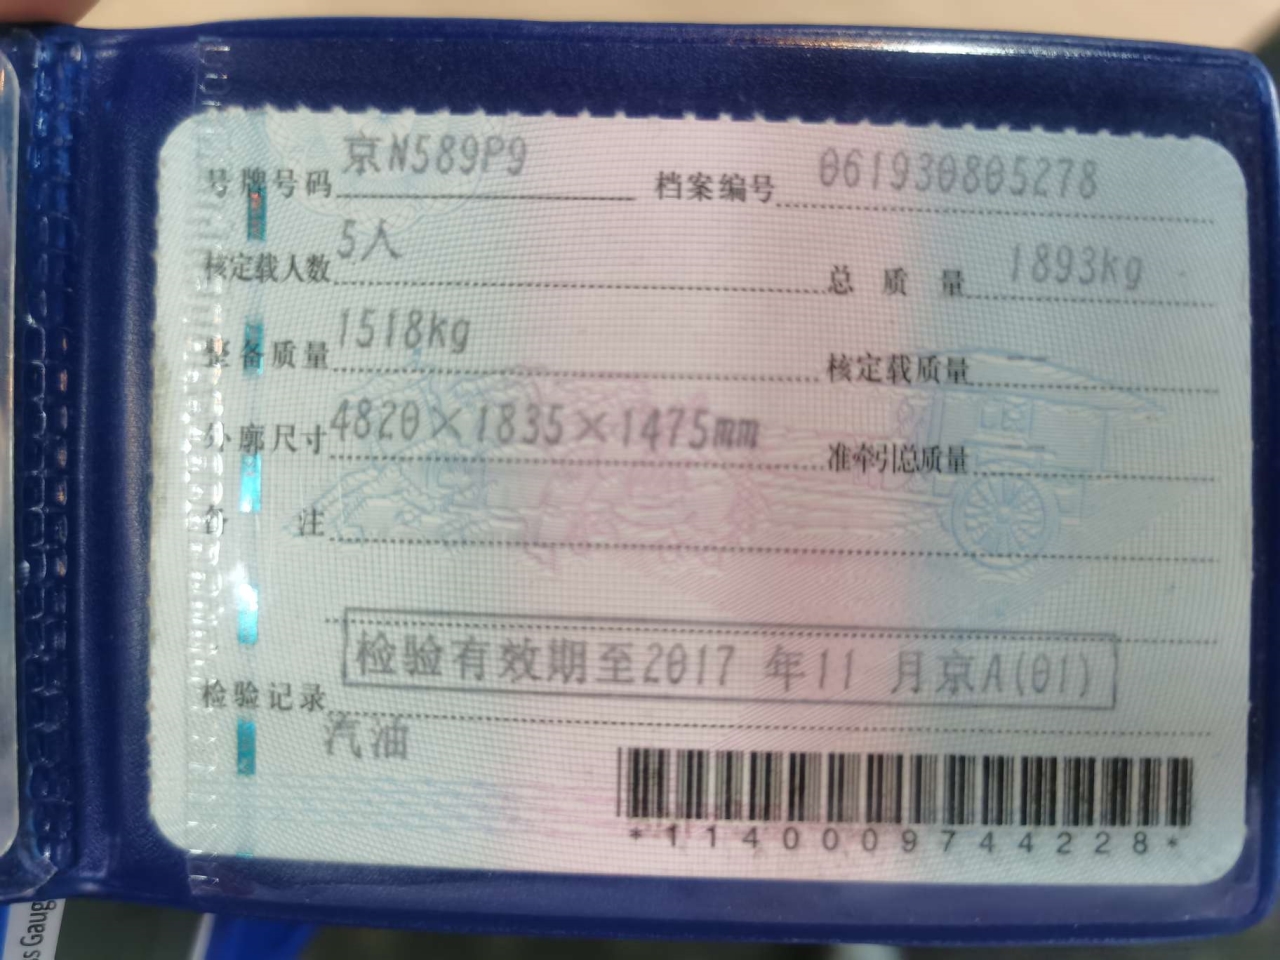 号牌号码 京N589P9 档案编号 061930805278
核定载人数 5人 总质量 1893kg
整备质量 1518kg 核定载质量 —
外廓尺寸 4820×1835×1475mm 准牵引总质量 —
备注
检验记录 检验有效期至2017 年11 月京A(01)
汽油
*1140009744228*
s Gaug